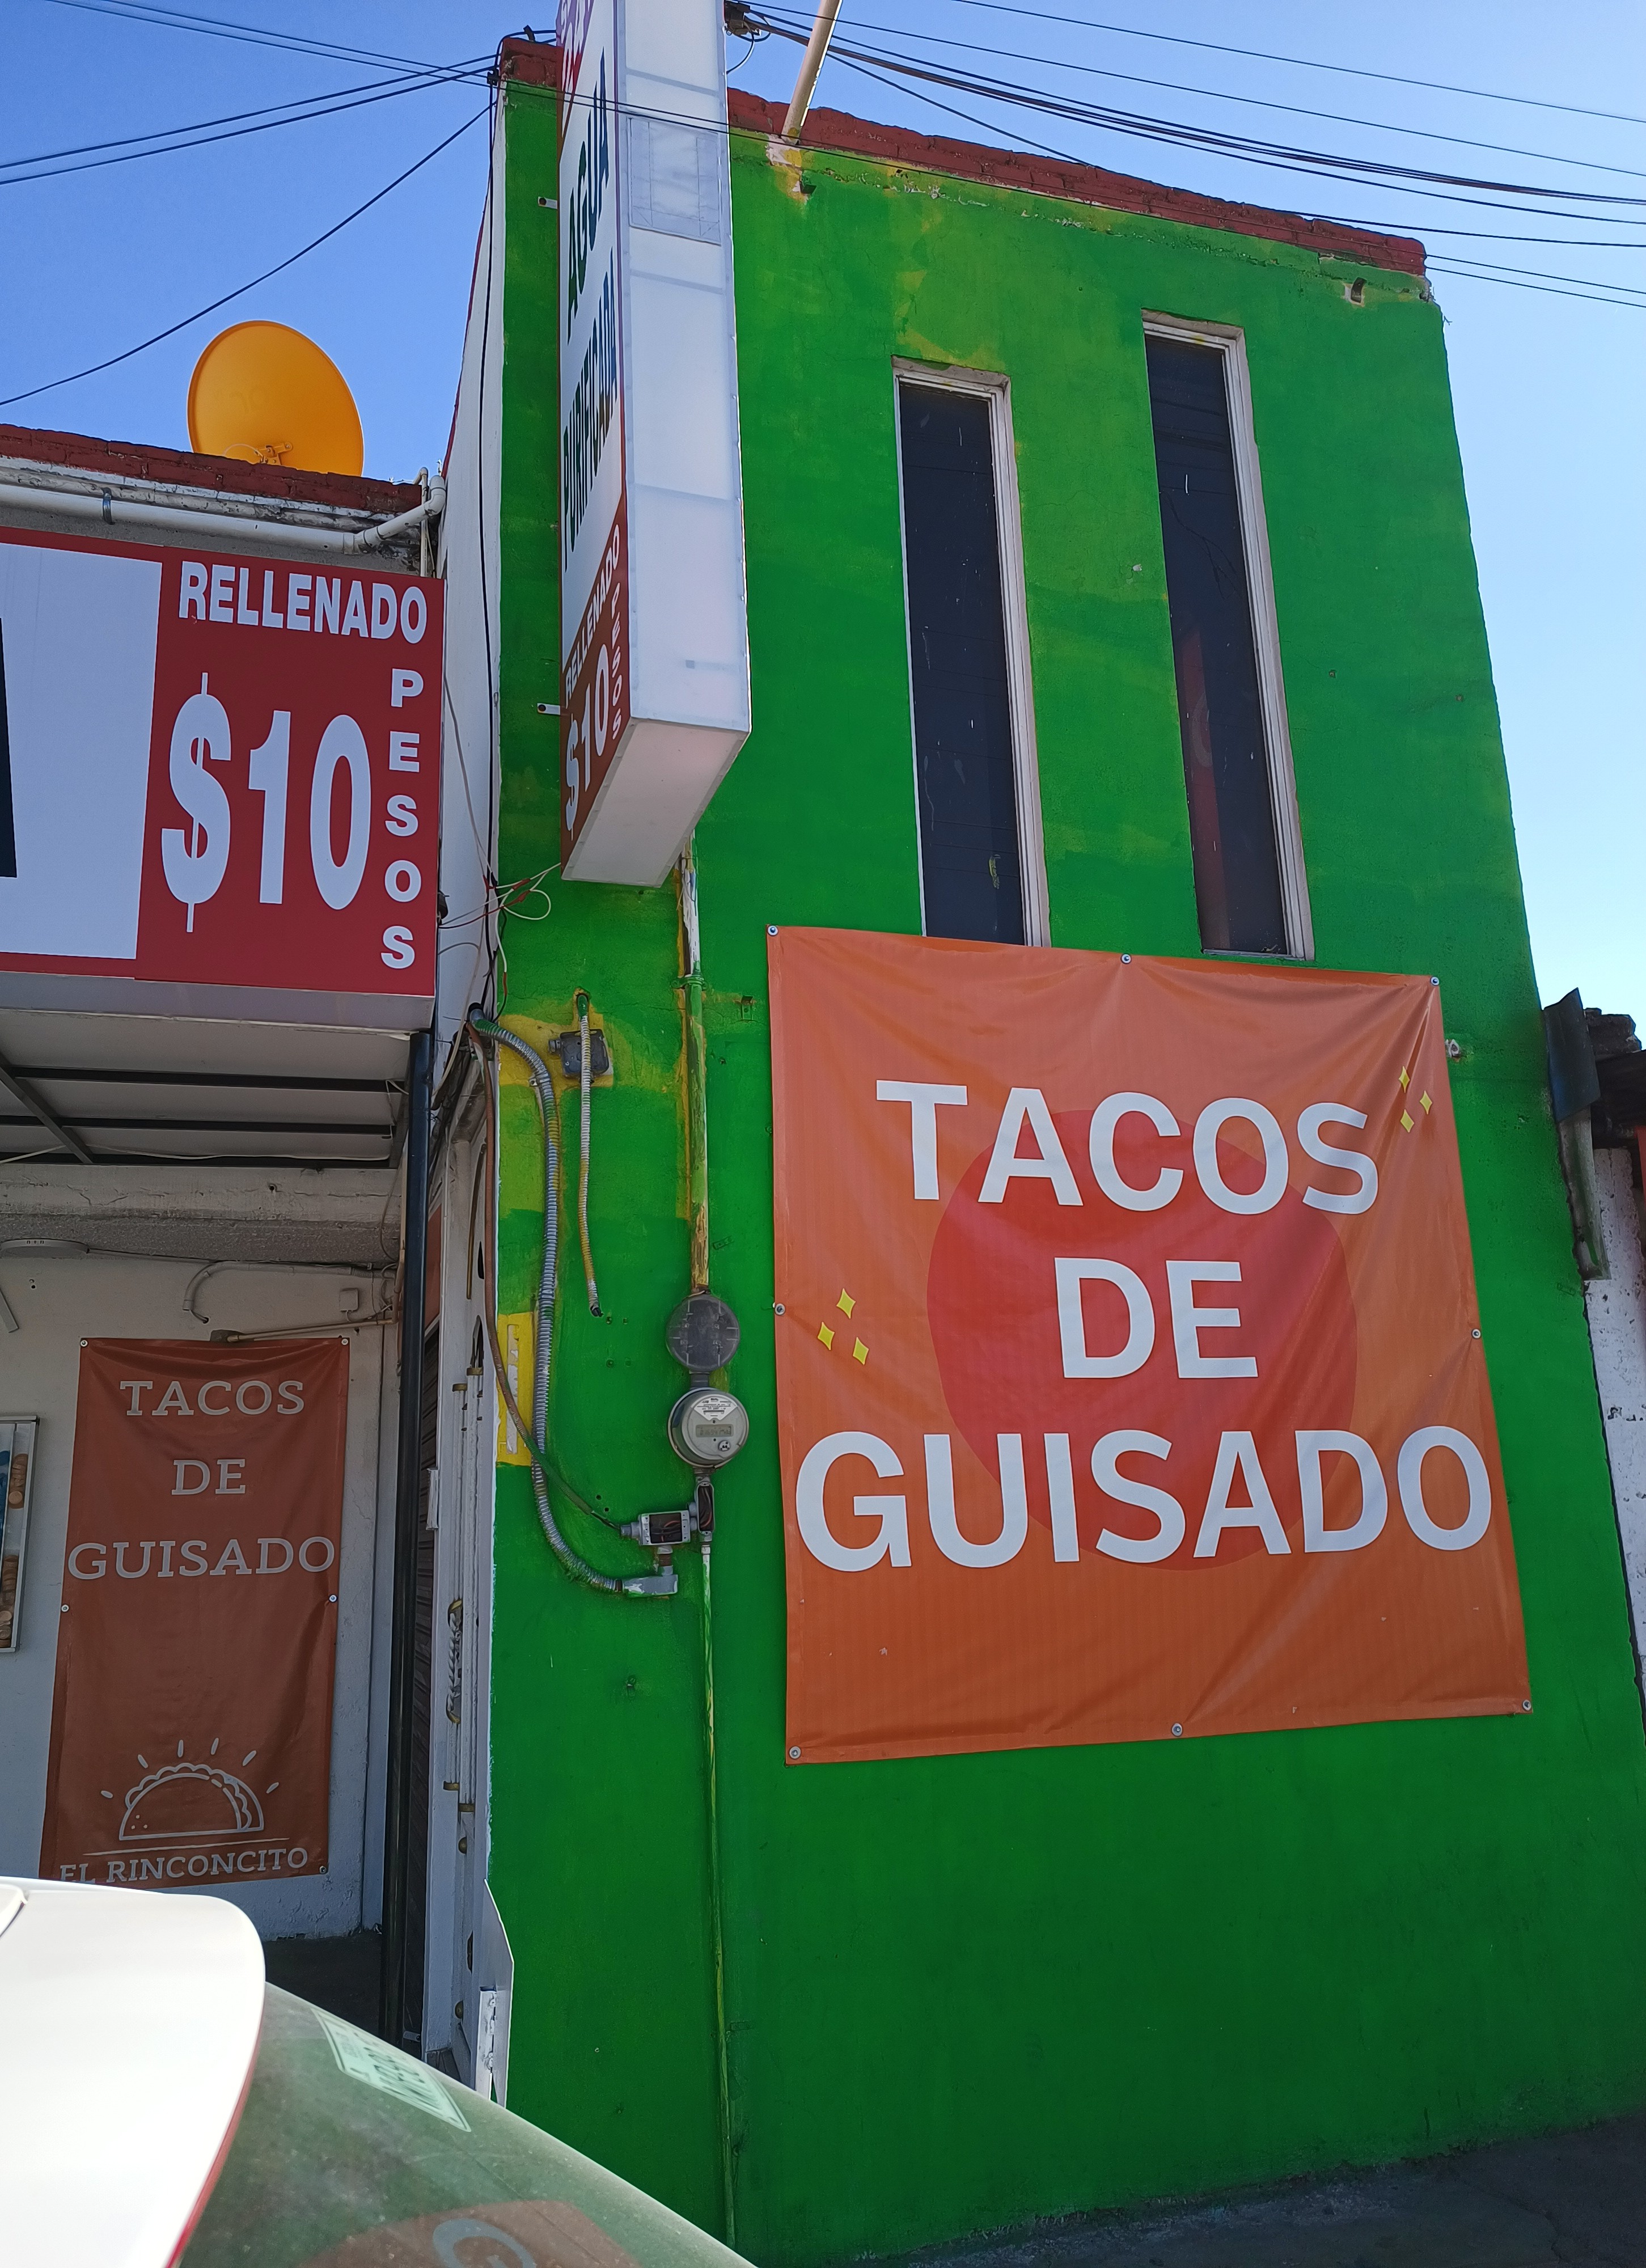 AGUA
PURIFICADA
RELLENADO
$10 PESOS
RELLENADO
$10
PESOS
TACOS
DE
GUISADO
TACOS
DE
GUISADO
EL RINCONCITO